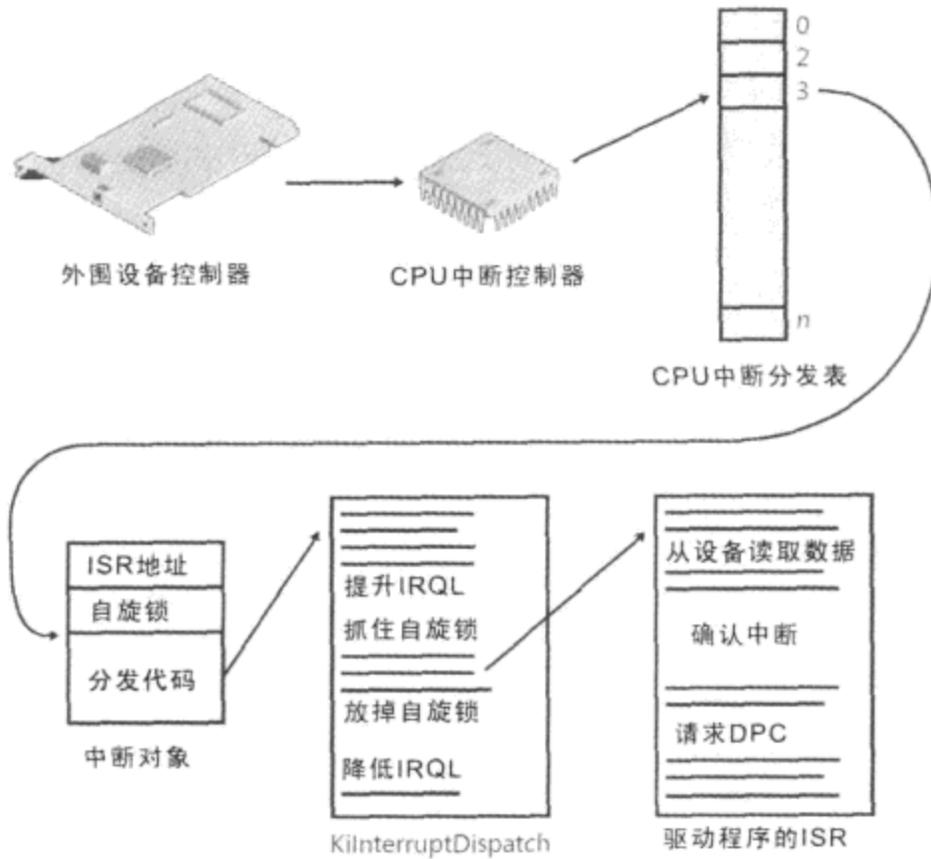 0
2
3
n
外围设备控制器
CPU中断控制器
CPU中断分发表
ISR地址
自旋锁
分发代码
中断对象
提升IRQL
抓住自旋锁
放掉自旋锁
降低IRQL
KiInterruptDispatch
从设备读取数据
确认中断
请求DPC
驱动程序的ISR